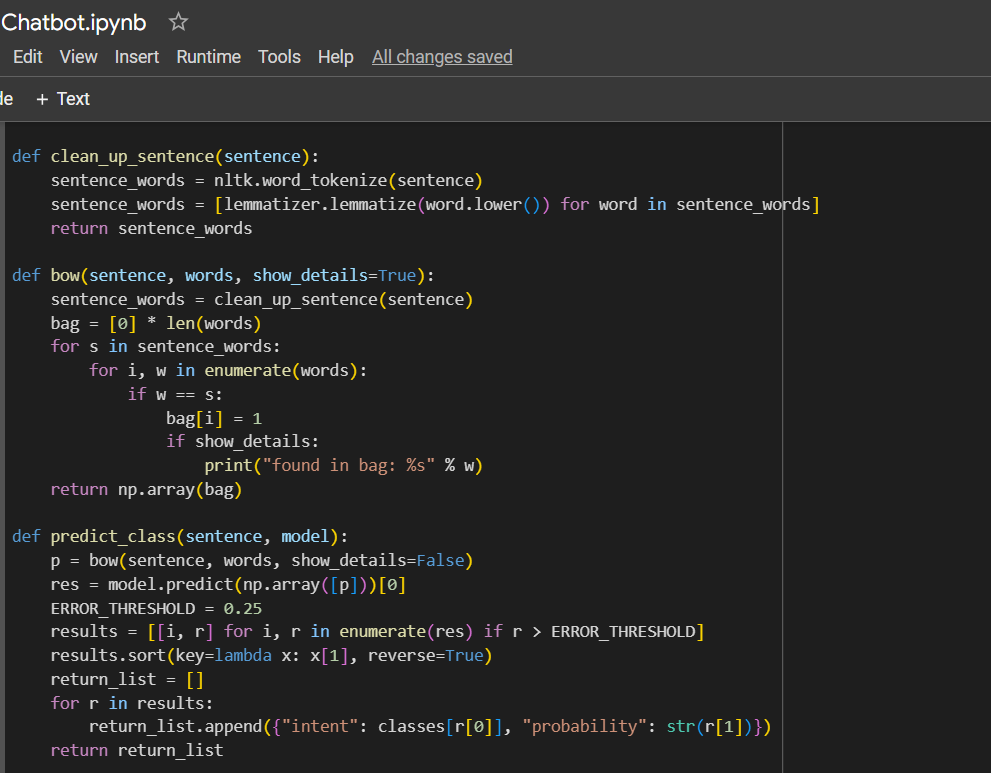 Chatbot.ipynb
Edit View Insert Runtime Tools Help All changes saved
de + Text
def clean_up_sentence(sentence):
    sentence_words = nltk.word_tokenize(sentence)
    sentence_words = [lemmatizer.lemmatize(word.lower()) for word in sentence_words]
    return sentence_words
def bow(sentence, words, show_details=True):
    sentence_words = clean_up_sentence(sentence)
    bag = [0] * len(words)
    for s in sentence_words:
        for i, w in enumerate(words):
            if w == s:
                bag[i] = 1
                if show_details:
                    print("found in bag: %s" % w)
    return np.array(bag)
def predict_class(sentence, model):
    p = bow(sentence, words, show_details=False)
    res = model.predict(np.array([p]))[0]
    ERROR_THRESHOLD = 0.25
    results = [[i, r] for i, r in enumerate(res) if r > ERROR_THRESHOLD]
    results.sort(key=lambda x: x[1], reverse=True)
    return_list = []
    for r in results:
        return_list.append({"intent": classes[r[0]], "probability": str(r[1])})
    return return_list